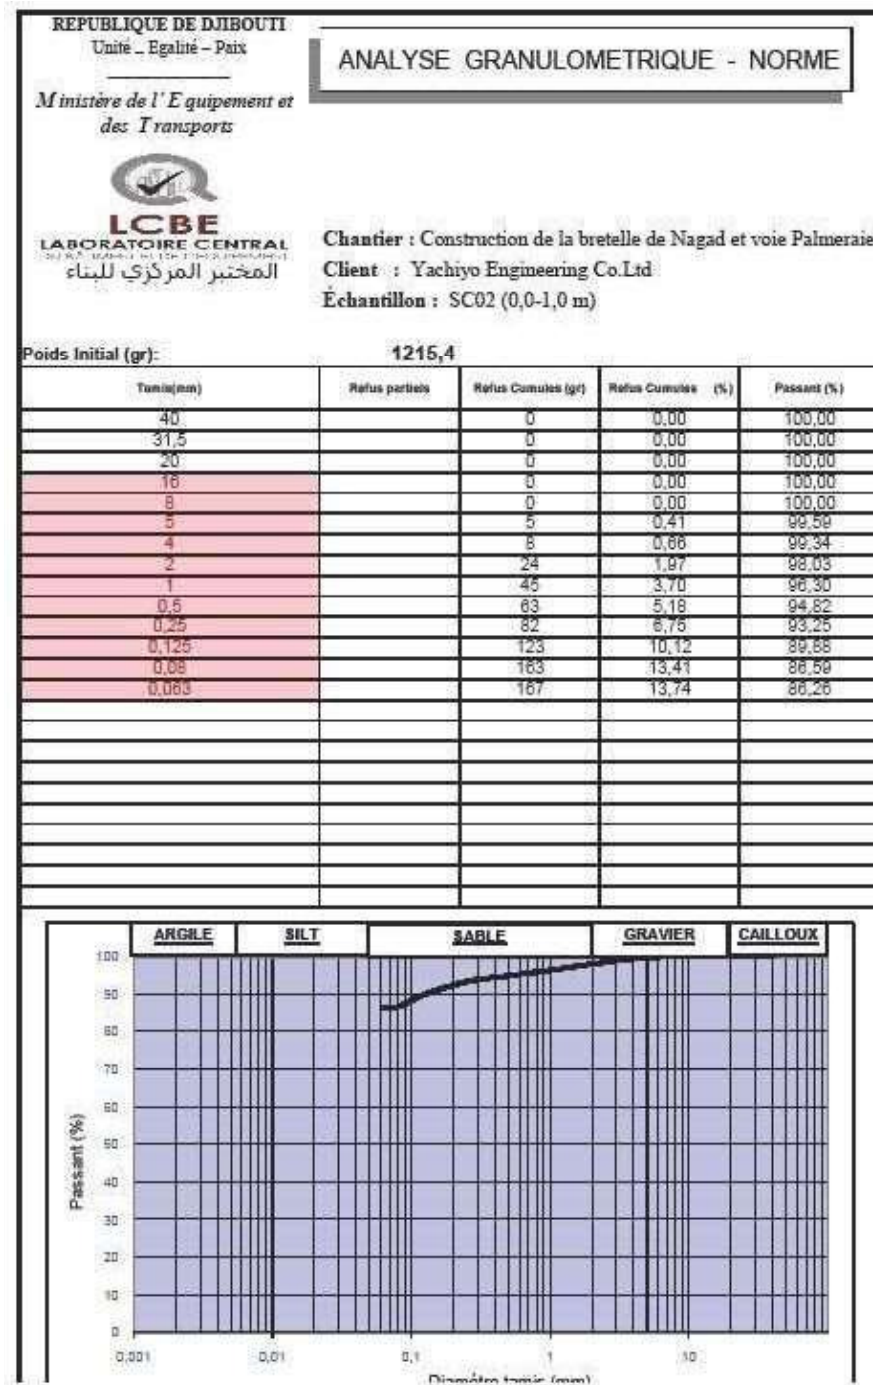 REPUBLIQUE DE DJIBOUTI
Unité _ Egalité – Paix
Ministère de l' Equipement et
des Transports
LCBE
LABORATOIRE CENTRAL
المختبر المركزي للبناء
ANALYSE GRANULOMETRIQUE - NORME
Chantier : Construction de la bretelle de Nagad et voie Palmeraie
Client : Yachiyo Engineering Co.Ltd
Échantillon : SC02 (0,0-1,0 m)
Poids Initial (gr): 1215,4
Tamis(mm) Refus partiels Refus Cumules (gr) Refus Cumules (%) Passant (%)
40 0 0,00 100,00
31,5 0 0,00 100,00
20 0 0,00 100,00
16 0 0,00 100,00
8 0 0,00 100,00
5 5 0,41 99,59
4 8 0,66 99,34
2 24 1,97 98,03
1 45 3,70 96,30
0,5 63 5,18 94,82
0,25 82 6,75 93,25
0,125 123 10,12 89,88
0,08 163 13,41 86,59
0,063 167 13,74 86,26
ARGILE SILT SABLE GRAVIER CAILLOUX
Passant (%)
100
90
80
70
60
50
40
30
20
10
0
0,001 0,01 0,1 1 10
Diamétre tamis (mm)